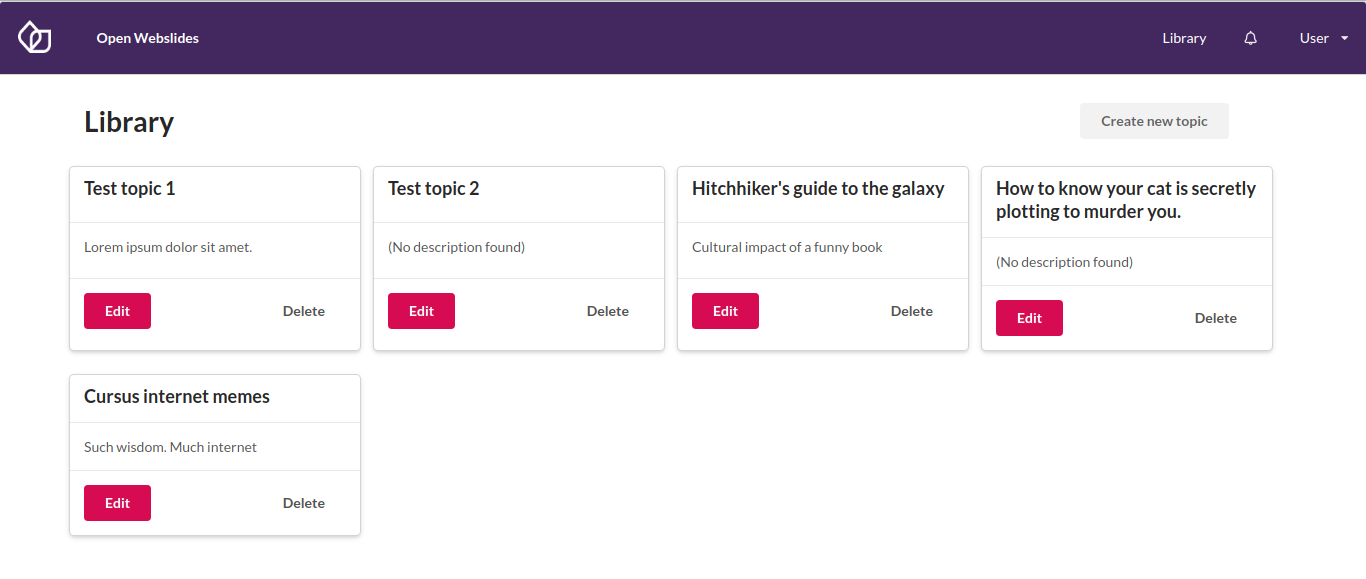 Open Webslides
Library
User
Library
Create new topic
Test topic 1
Lorem ipsum dolor sit amet.
Edit
Delete
Test topic 2
(No description found)
Edit
Delete
Hitchhiker's guide to the galaxy
Cultural impact of a funny book
Edit
Delete
How to know your cat is secretly
plotting to murder you.
(No description found)
Edit
Delete
Cursus internet memes
Such wisdom. Much internet
Edit
Delete